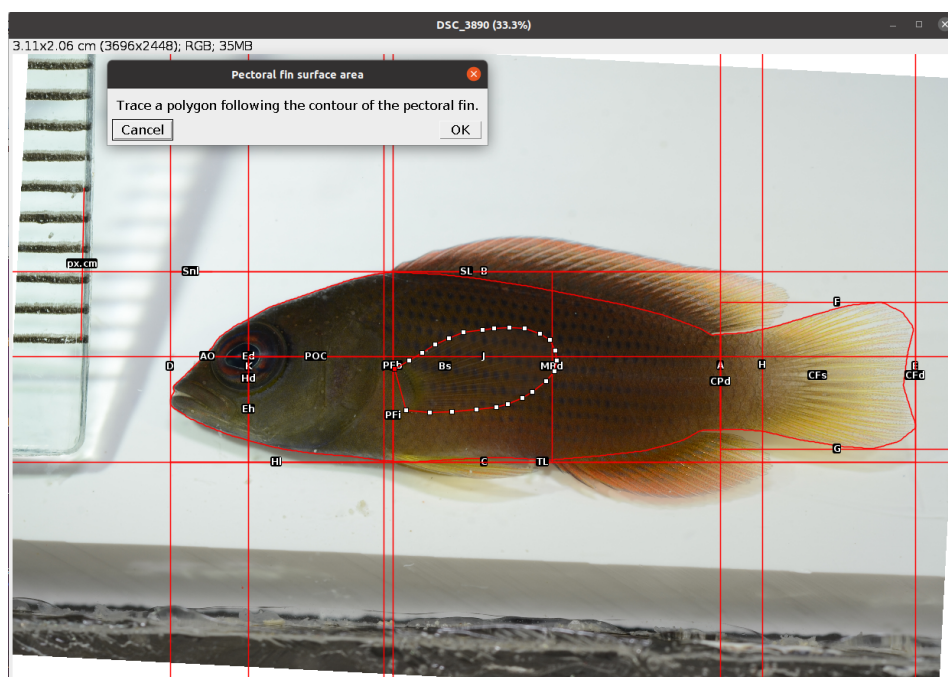 DSC_3890 (33.3%)
3.11x2.06 cm (3696x2448); RGB; 35MB
Pectoral fin surface area
Trace a polygon following the contour of the pectoral fin.
Cancel OK
px.cm
Snl SL 8
F
AO Ed POC J
D K PFb Bs MBd A H E
Hd CPd CFs CFd
Eh PFi
G
Hl C TL